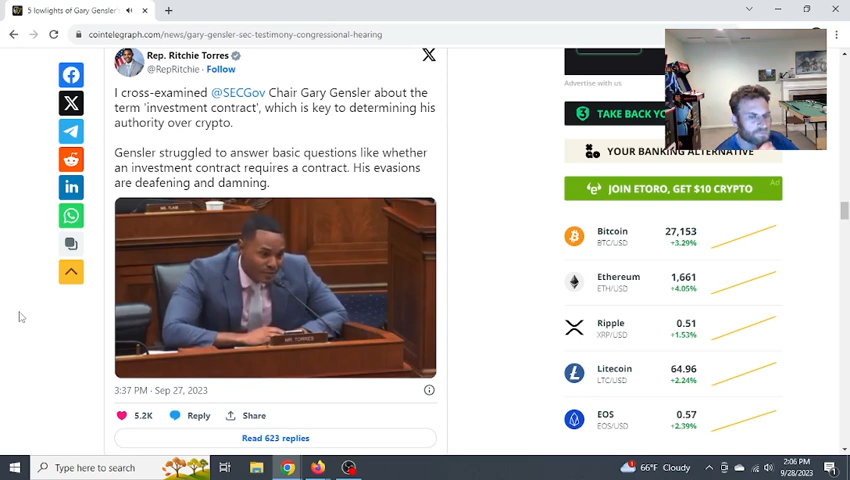 5 lowlights of Gary Gensler's
cointelegraph.com/news/gary-gensler-sec-testimony-congressional-hearing
Rep. Ritchie Torres
@RepRitchie · Follow
I cross-examined @SECGov Chair Gary Gensler about the
term 'investment contract', which is key to determining his
authority over crypto.
Gensler struggled to answer basic questions like whether
an investment contract requires a contract. His evasions
are deafening and damning.
MR. TORRES
3:37 PM · Sep 27, 2023
5.2K Reply Share
Read 623 replies
Advertise with us
TAKE BACK YO
YOUR BANKING ALTERNATIVE
JOIN ETORO, GET $10 CRYPTO
Ad
Bitcoin 27,153
BTC/USD +3.29%
Ethereum 1,661
ETH/USD +4.05%
Ripple 0.51
XRP/USD +1.53%
Litecoin 64.96
LTC/USD +2.24%
EOS 0.57
EOS/USD +2.39%
Type here to search
66°F Cloudy
2:06 PM
9/28/2023